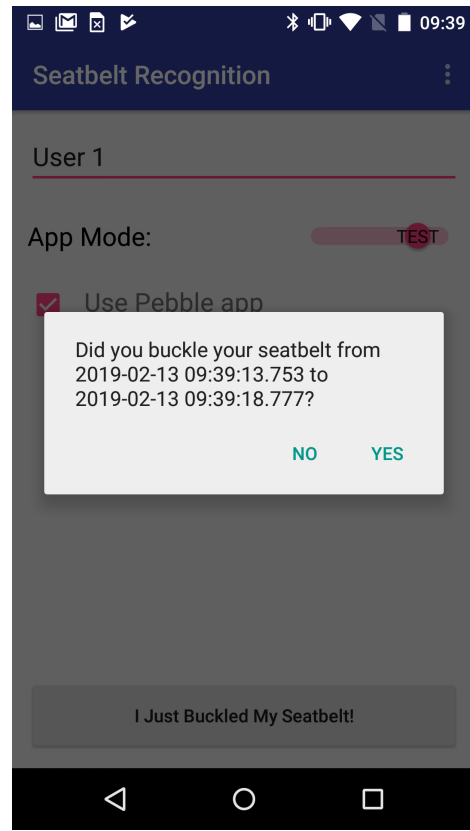 09:39
Seatbelt Recognition
User 1
App Mode:
TEST
Use Pebble app
Did you buckle your seatbelt from
2019-02-13 09:39:13.753 to
2019-02-13 09:39:18.777?
NO
YES
I Just Buckled My Seatbelt!